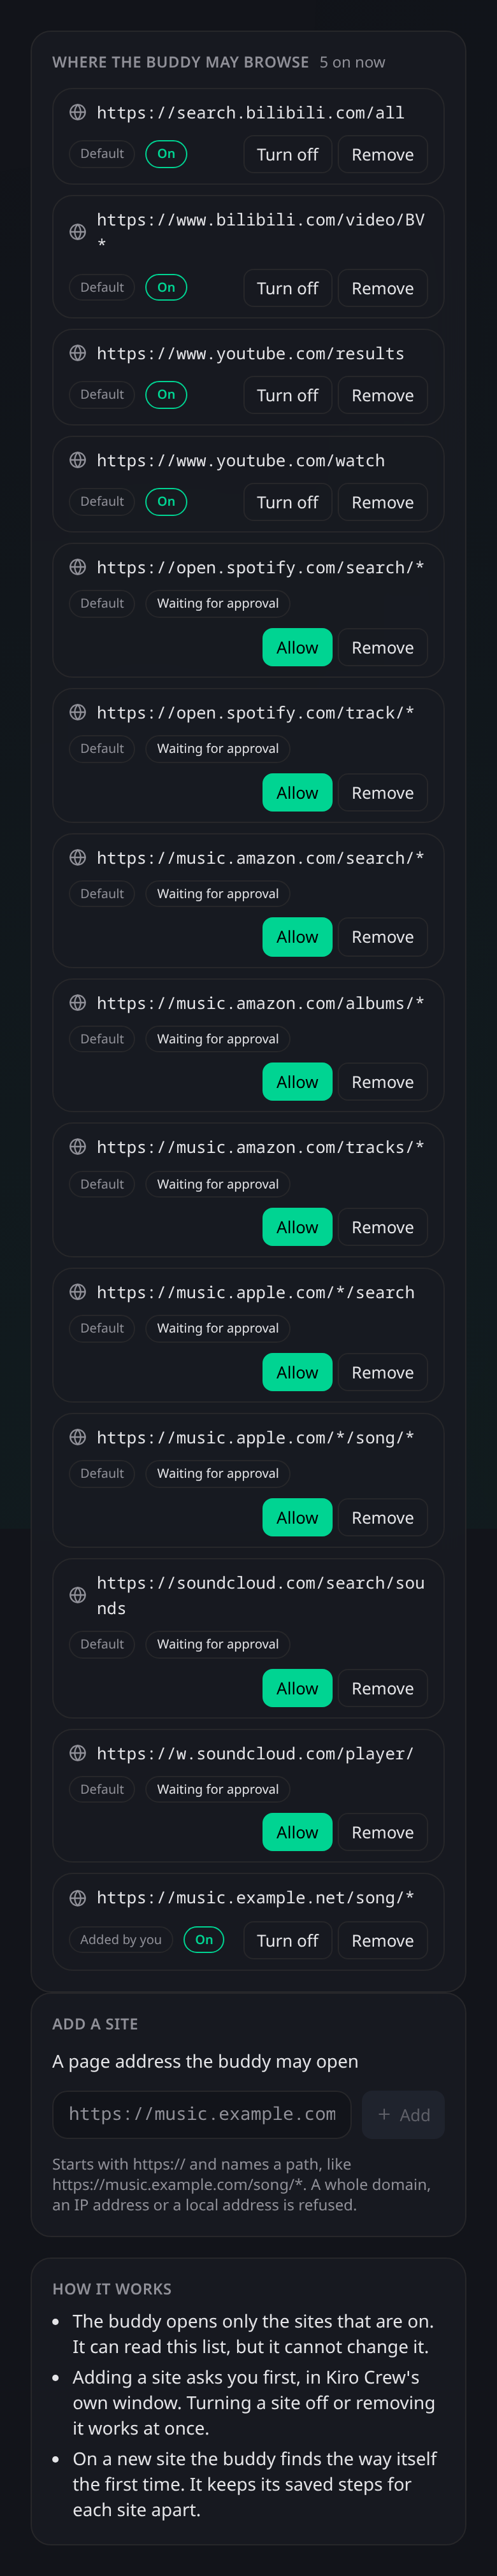 WHERE THE BUDDY MAY BROWSE 5 on now
https://search.bilibili.com/all
Default On Turn off Remove
https://www.bilibili.com/video/BV
*
Default On Turn off Remove
https://www.youtube.com/results
Default On Turn off Remove
https://www.youtube.com/watch
Default On Turn off Remove
https://open.spotify.com/search/*
Default Waiting for approval
Allow Remove
https://open.spotify.com/track/*
Default Waiting for approval
Allow Remove
https://music.amazon.com/search/*
Default Waiting for approval
Allow Remove
https://music.amazon.com/albums/*
Default Waiting for approval
Allow Remove
https://music.amazon.com/tracks/*
Default Waiting for approval
Allow Remove
https://music.apple.com/*/search
Default Waiting for approval
Allow Remove
https://music.apple.com/*/song/*
Default Waiting for approval
Allow Remove
https://soundcloud.com/search/sou
nds
Default Waiting for approval
Allow Remove
https://w.soundcloud.com/player/
Default Waiting for approval
Allow Remove
https://music.example.net/song/*
Added by you On Turn off Remove
ADD A SITE
A page address the buddy may open
https://music.example.com + Add
Starts with https:// and names a path, like
https://music.example.com/song/*. A whole domain,
an IP address or a local address is refused.
HOW IT WORKS
• The buddy opens only the sites that are on.
It can read this list, but it cannot change it.
• Adding a site asks you first, in Kiro Crew's
own window. Turning a site off or removing
it works at once.
• On a new site the buddy finds the way itself
the first time. It keeps its saved steps for
each site apart.